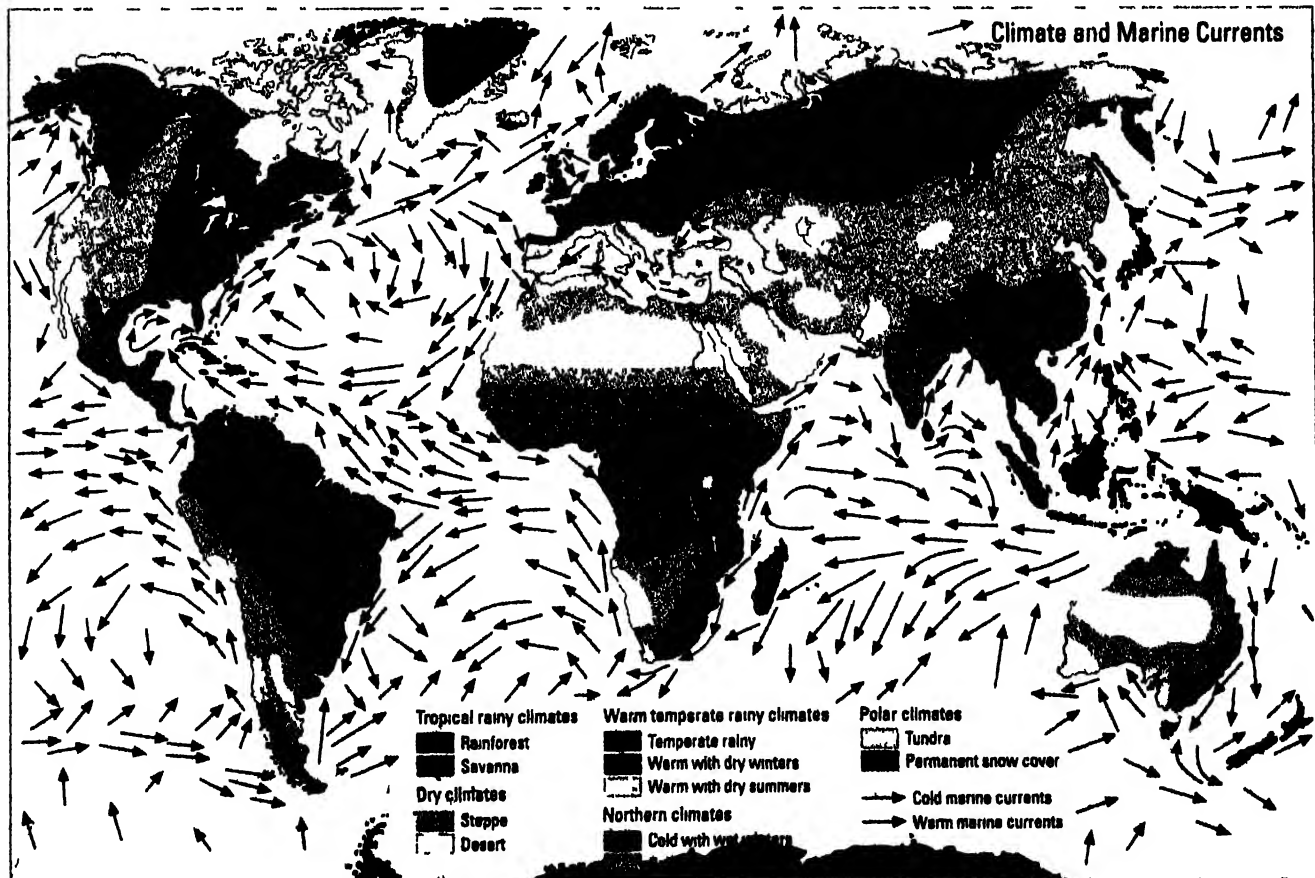 Climate and Marine Currents
Tropical rainy climates
Rainforest
Savanna
Dry climates
Steppe
Desert
Warm temperate rainy climates
Temperate rainy
Warm with dry winters
Warm with dry summers
Northern climates
Cold with wet winters
Polar climates
Tundra
Permanent snow cover
Cold marine currents
Warm marine currents